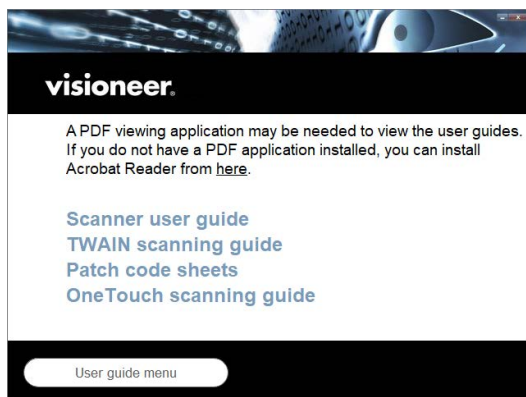 visioneer.
A PDF viewing application may be needed to view the user guides.
If you do not have a PDF application installed, you can install
Acrobat Reader from here.
Scanner user guide
TWAIN scanning guide
Patch code sheets
OneTouch scanning guide
User guide menu